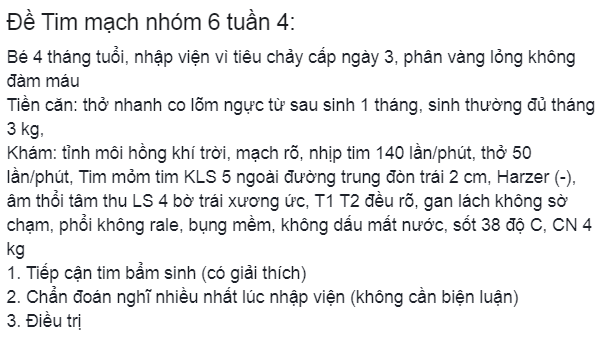 Đề Tim mạch nhóm 6 tuần 4:
Bé 4 tháng tuổi, nhập viện vì tiêu chảy cấp ngày 3, phân vàng lỏng không
đàm máu
Tiền căn: thở nhanh co lõm ngực từ sau sinh 1 tháng, sinh thường đủ tháng
3 kg,
Khám: tỉnh môi hồng khí trời, mạch rõ, nhịp tim 140 lần/phút, thở 50
lần/phút, Tim mỏm tim KLS 5 ngoài đường trung đòn trái 2 cm, Harzer (-),
âm thổi tâm thu LS 4 bờ trái xương ức, T1 T2 đều rõ, gan lách không sờ
chạm, phổi không rale, bụng mềm, không dấu mất nước, sốt 38 độ C, CN 4
kg
1. Tiếp cận tim bẩm sinh (có giải thích)
2. Chẩn đoán nghĩ nhiều nhất lúc nhập viện (không cần biện luận)
3. Điều trị